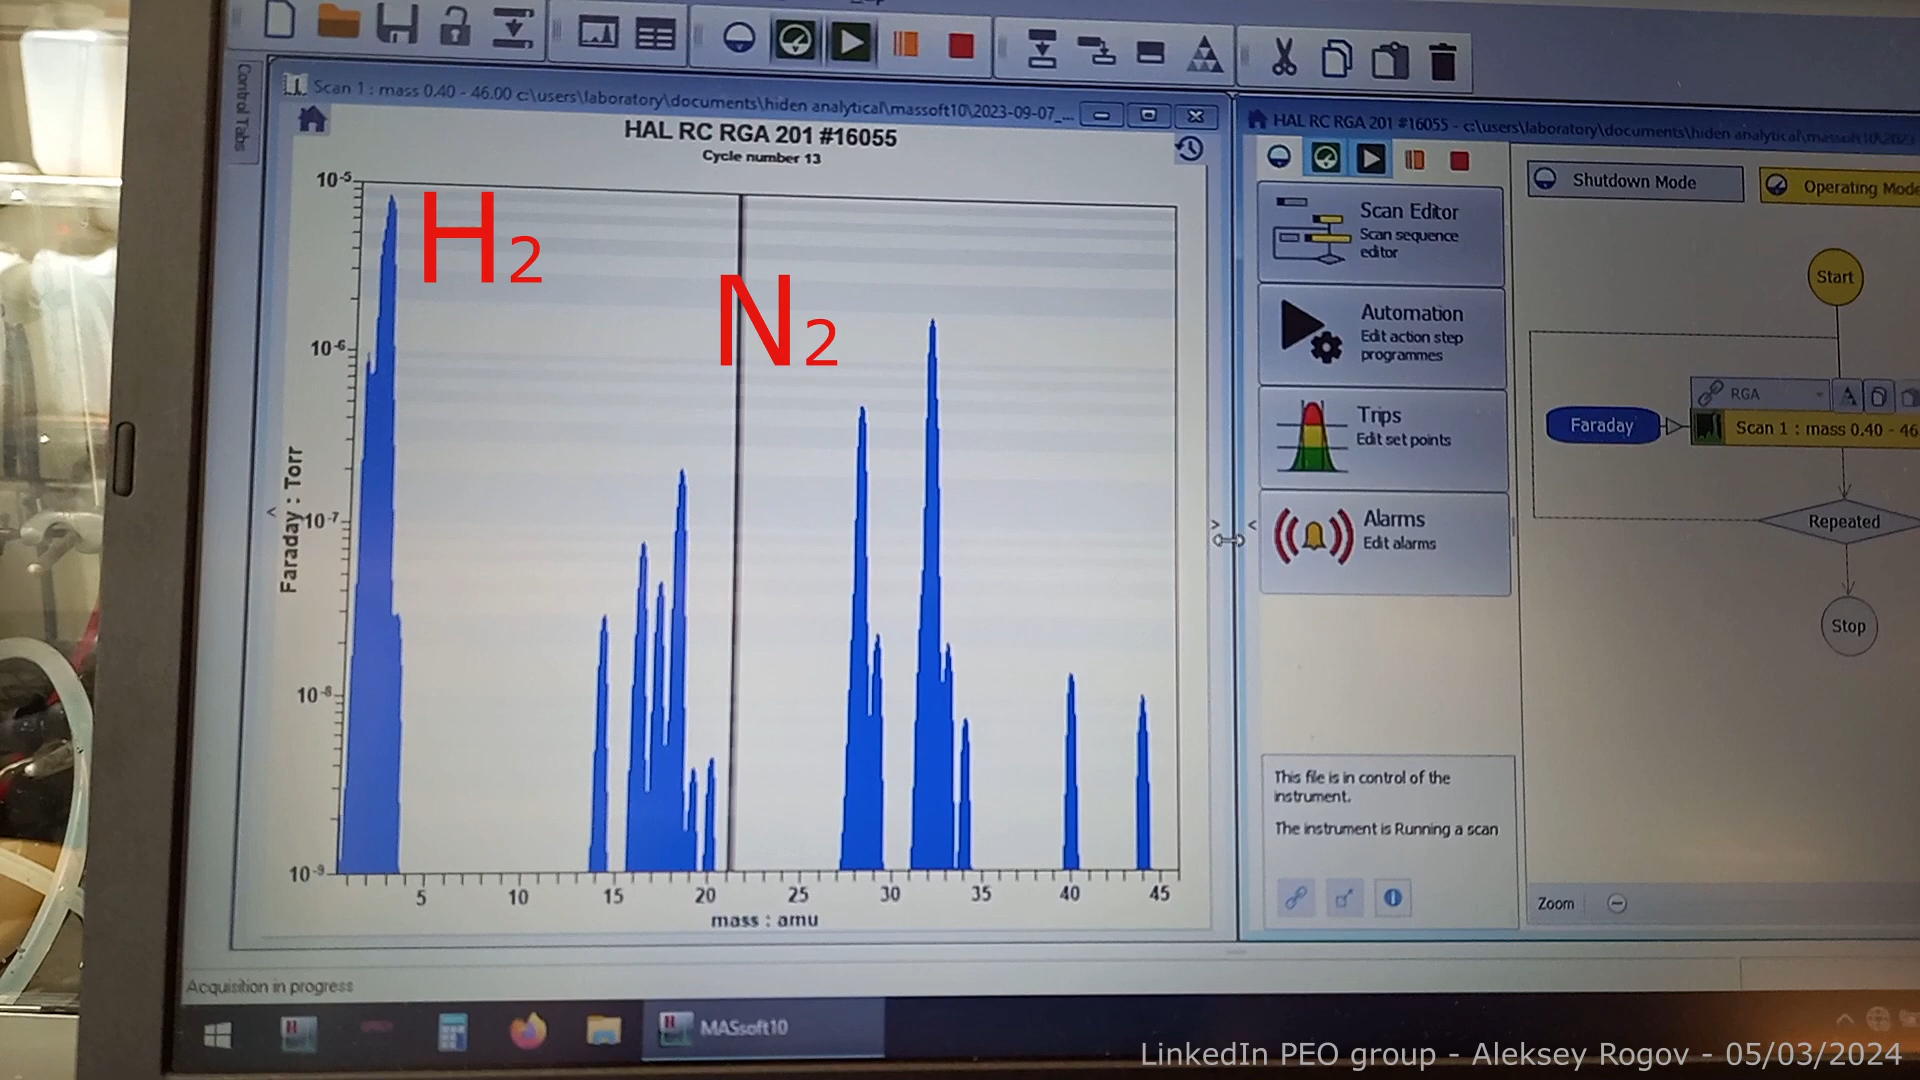 Control Tabs
Scan 1 : mass 0.40 - 46.00 c:\users\laboratory\documents\hiden analytical\massoft10\2023-09-07_...
HAL RC RGA 201 #16055
Cycle number 13
H2
N2
10-5
10-6
10-7
10-8
10-9
Faraday : Torr
5 10 15 20 25 30 35 40 45
mass : amu
HAL RC RGA 201 #16055 - c:\users\laboratory\documents\hiden analytical\massoft10\2023
Scan Editor
Scan sequence
editor
Automation
Edit action step
programmes
Trips
Edit set points
Alarms
Edit alarms
This file is in control of the
instrument.
The instrument is Running a scan
Shutdown Mode
Operating Mode
Start
RGA
Faraday
Scan 1 : mass 0.40 - 46
Repeated
Stop
Zoom
Acquisition in progress
MASsoft10
LinkedIn PEO group - Aleksey Rogov - 05/03/2024